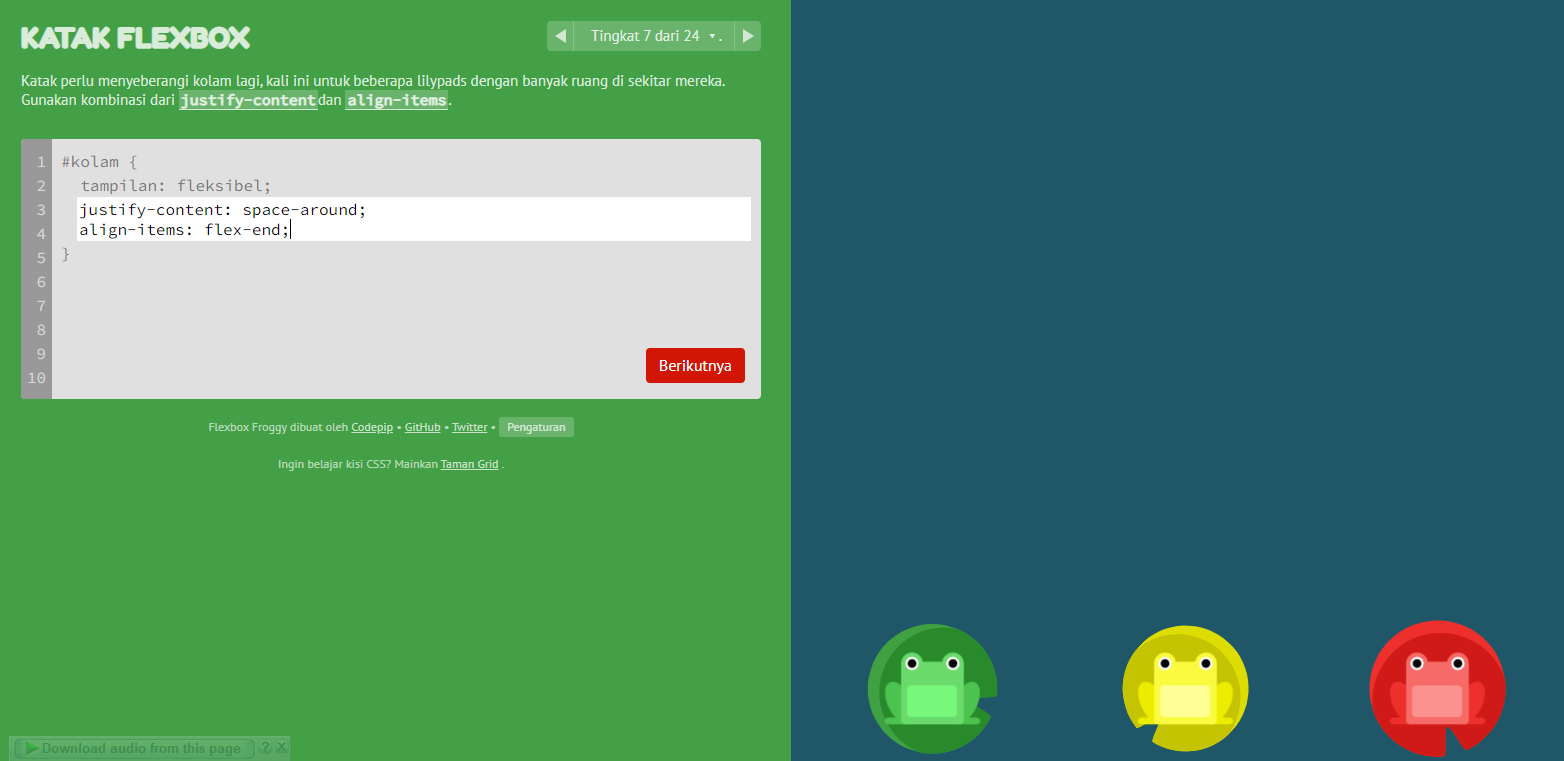 KATAK FLEXBOX
◀ Tingkat 7 dari 24 ▾ . ▶
Katak perlu menyeberangi kolam lagi, kali ini untuk beberapa lilypads dengan banyak ruang di sekitar mereka.
Gunakan kombinasi dari justify-content dan align-items.
1 #kolam {
2 tampilan: fleksibel;
3 justify-content: space-around;
4 align-items: flex-end;
5 }
6
7
8
9
10
Berikutnya
Flexbox Froggy dibuat oleh Codepip • GitHub • Twitter • Pengaturan
Ingin belajar kisi CSS? Mainkan Taman Grid .
Download audio from this page ? X